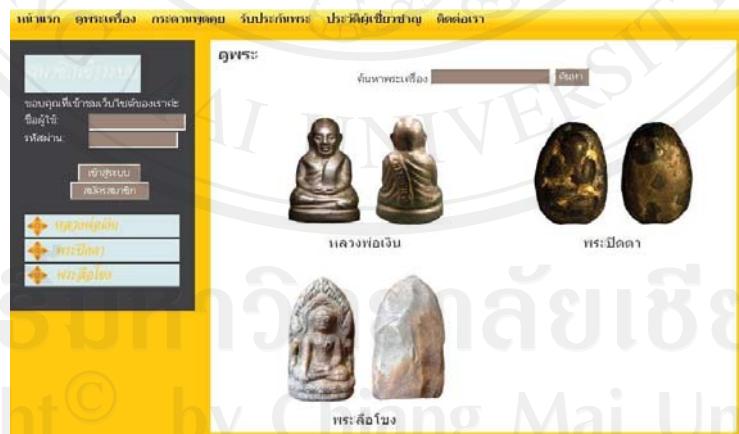 หน้าแรก ดูพระเครื่อง กระดานพูดคุย รับประกันพระ ประวัติผู้เชี่ยวชาญ ติดต่อเรา
ดูพระ
ค้นหาพระเครื่อง ค้นหา
ขอบคุณที่เข้าชมเว็บไซต์ของเราค่ะ
ชื่อผู้ใช้:
รหัสผ่าน:
เข้าสู่ระบบ
สมัครสมาชิก
หลวงพ่อเงิน
พระปิดตา
พระลือโขง
หลวงพ่อเงิน พระปิดตา
พระลือโขง
AI UNIVERS
© by Chiang Mai Un